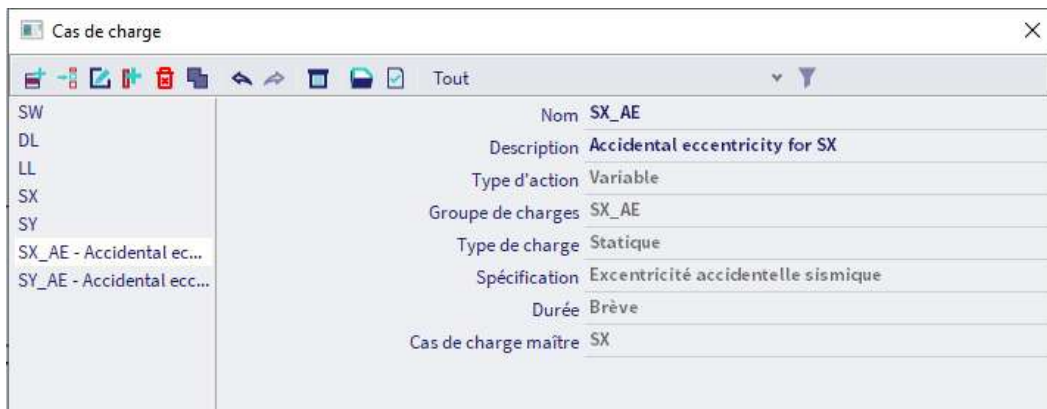 Cas de charge
Tout
SW
DL
LL
SX
SY
SX_AE - Accidental ec...
SY_AE - Accidental ecc...
Nom SX_AE
Description Accidental eccentricity for SX
Type d'action Variable
Groupe de charges SX_AE
Type de charge Statique
Spécification Excentricité accidentelle sismique
Durée Brève
Cas de charge maître SX